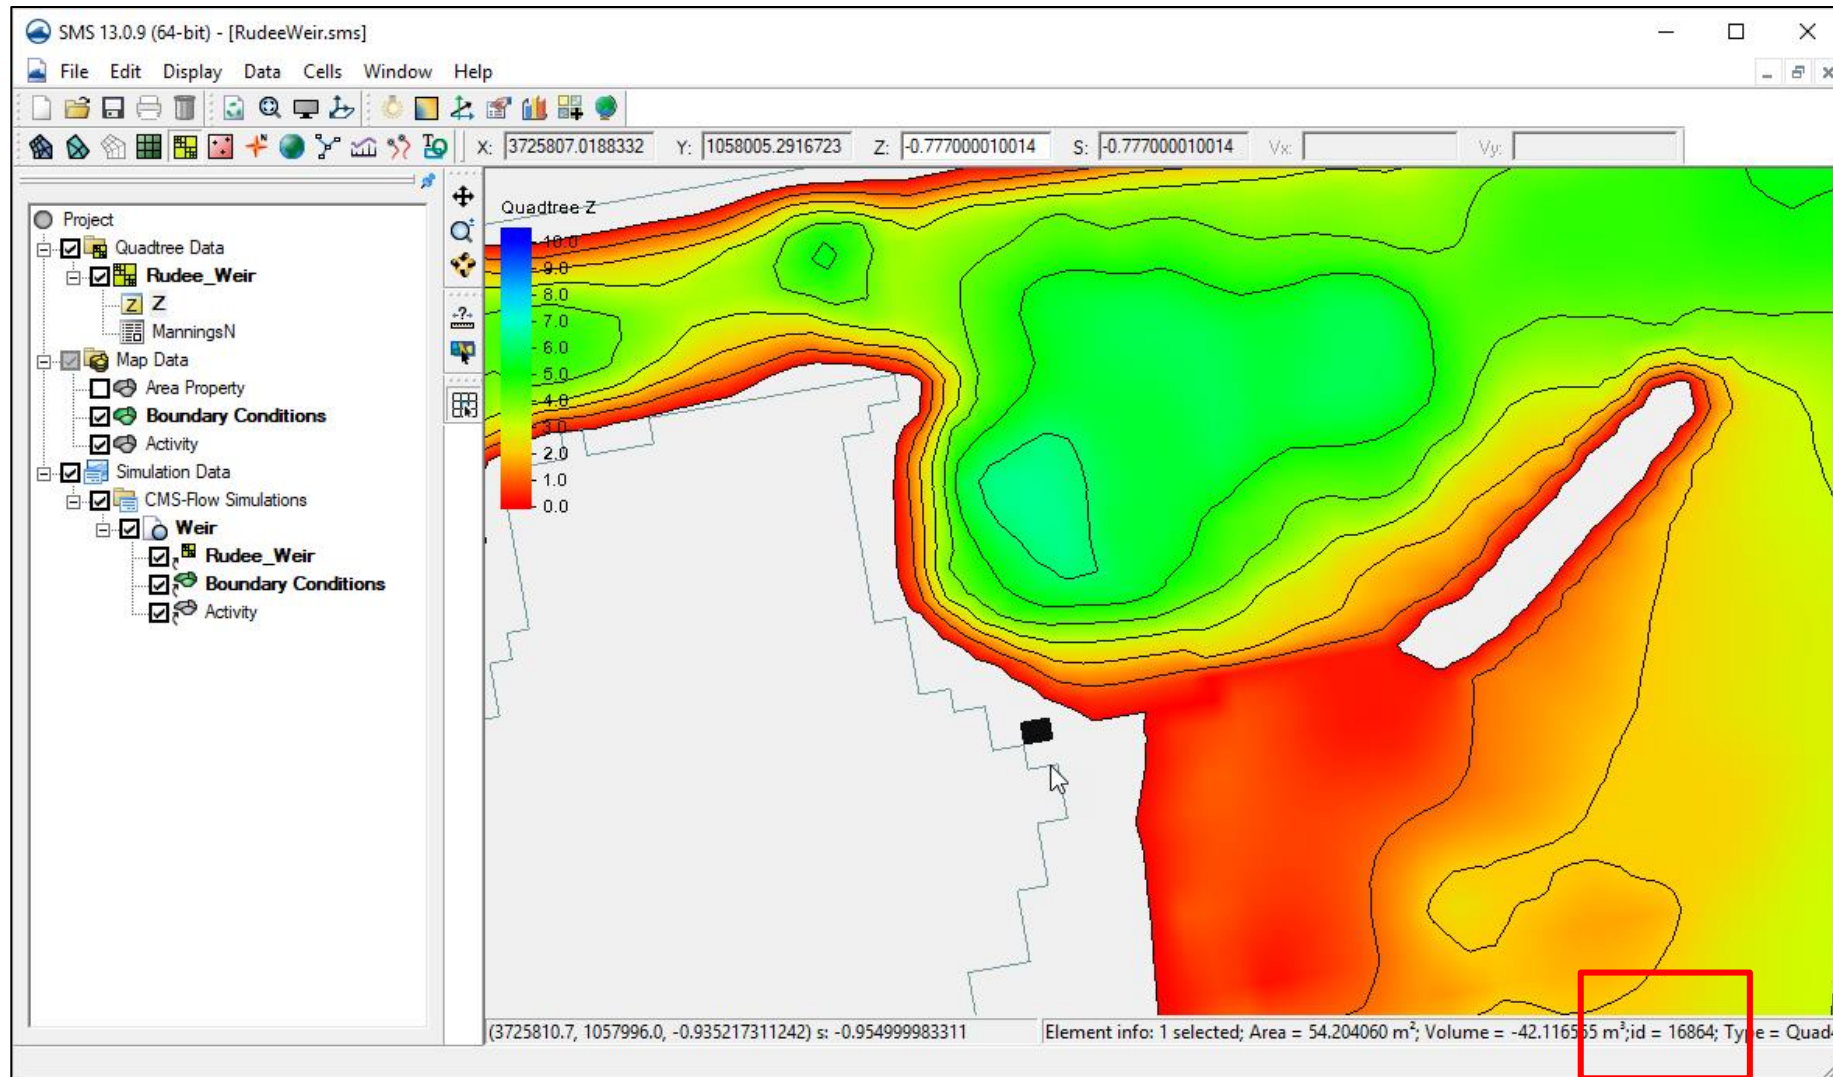 SMS 13.0.9 (64-bit) - [RudeeWeir.sms]
File Edit Display Data Cells Window Help
X: 3725807.0188332 Y: 1058005.2916723 Z: -0.777000010014 S: -0.777000010014 Vx: Vy:
Project
Quadtree Data
Rudee_Weir
Z
ManningsN
Map Data
Area Property
Boundary Conditions
Activity
Simulation Data
CMS-Flow Simulations
Weir
Rudee_Weir
Boundary Conditions
Activity
Quadtree Z
10.0
9.0
8.0
7.0
6.0
5.0
4.0
3.0
2.0
1.0
0.0
(3725810.7, 1057996.0, -0.935217311242) s: -0.954999983311 Element info: 1 selected; Area = 54.204060 m²; Volume = -42.116555 m³;id = 16864; Type = Quad4